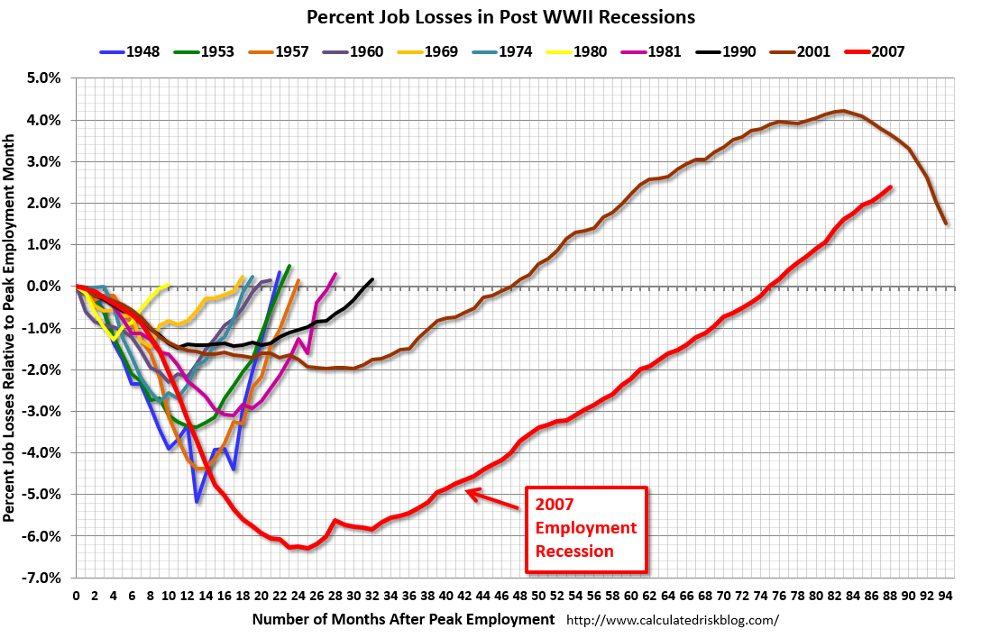 Percent Job Losses in Post WWII Recessions
1948 1953 1957 1960 1969 1974 1980 1981 1990 2001 2007
Percent Job Losses Relative to Peak Employment Month
5.0%
4.0%
3.0%
2.0%
1.0%
0.0%
-1.0%
-2.0%
-3.0%
-4.0%
-5.0%
-6.0%
-7.0%
2007
Employment
Recession
0 2 4 6 8 10 12 14 16 18 20 22 24 26 28 30 32 34 36 38 40 42 44 46 48 50 52 54 56 58 60 62 64 66 68 70 72 74 76 78 80 82 84 86 88 90 92 94
Number of Months After Peak Employment http://www.calculatedriskblog.com/